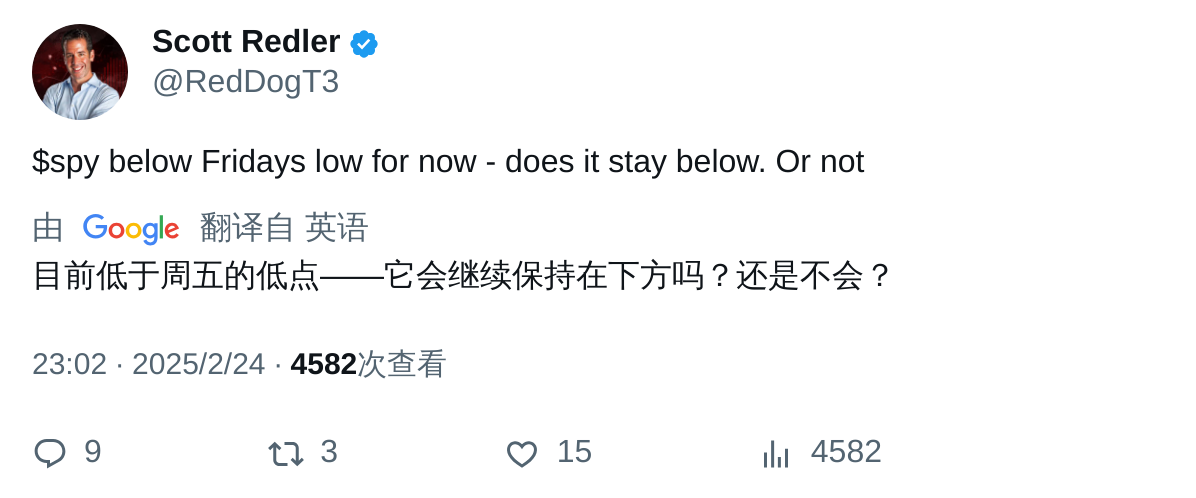 Scott Redler
@RedDogT3
$spy below Fridays low for now - does it stay below. Or not
由 Google 翻译自 英语
目前低于周五的低点——它会继续保持在下方吗？还是不会？
23:02 · 2025/2/24 · 4582次查看
9 3 15 4582